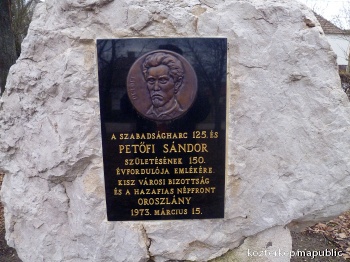 A SZABADSÁGHARC 125. ÉS
PETŐFI SÁNDOR
SZÜLETÉSÉNEK 150.
ÉVFORDULÓJA EMLÉKÉRE
KISZ VÁROSI BIZOTTSÁG
ÉS A HAZAFIAS NÉPFRONT
OROSZLÁNY
1973. MÁRCIUS 15.
kozterkep/mapublic